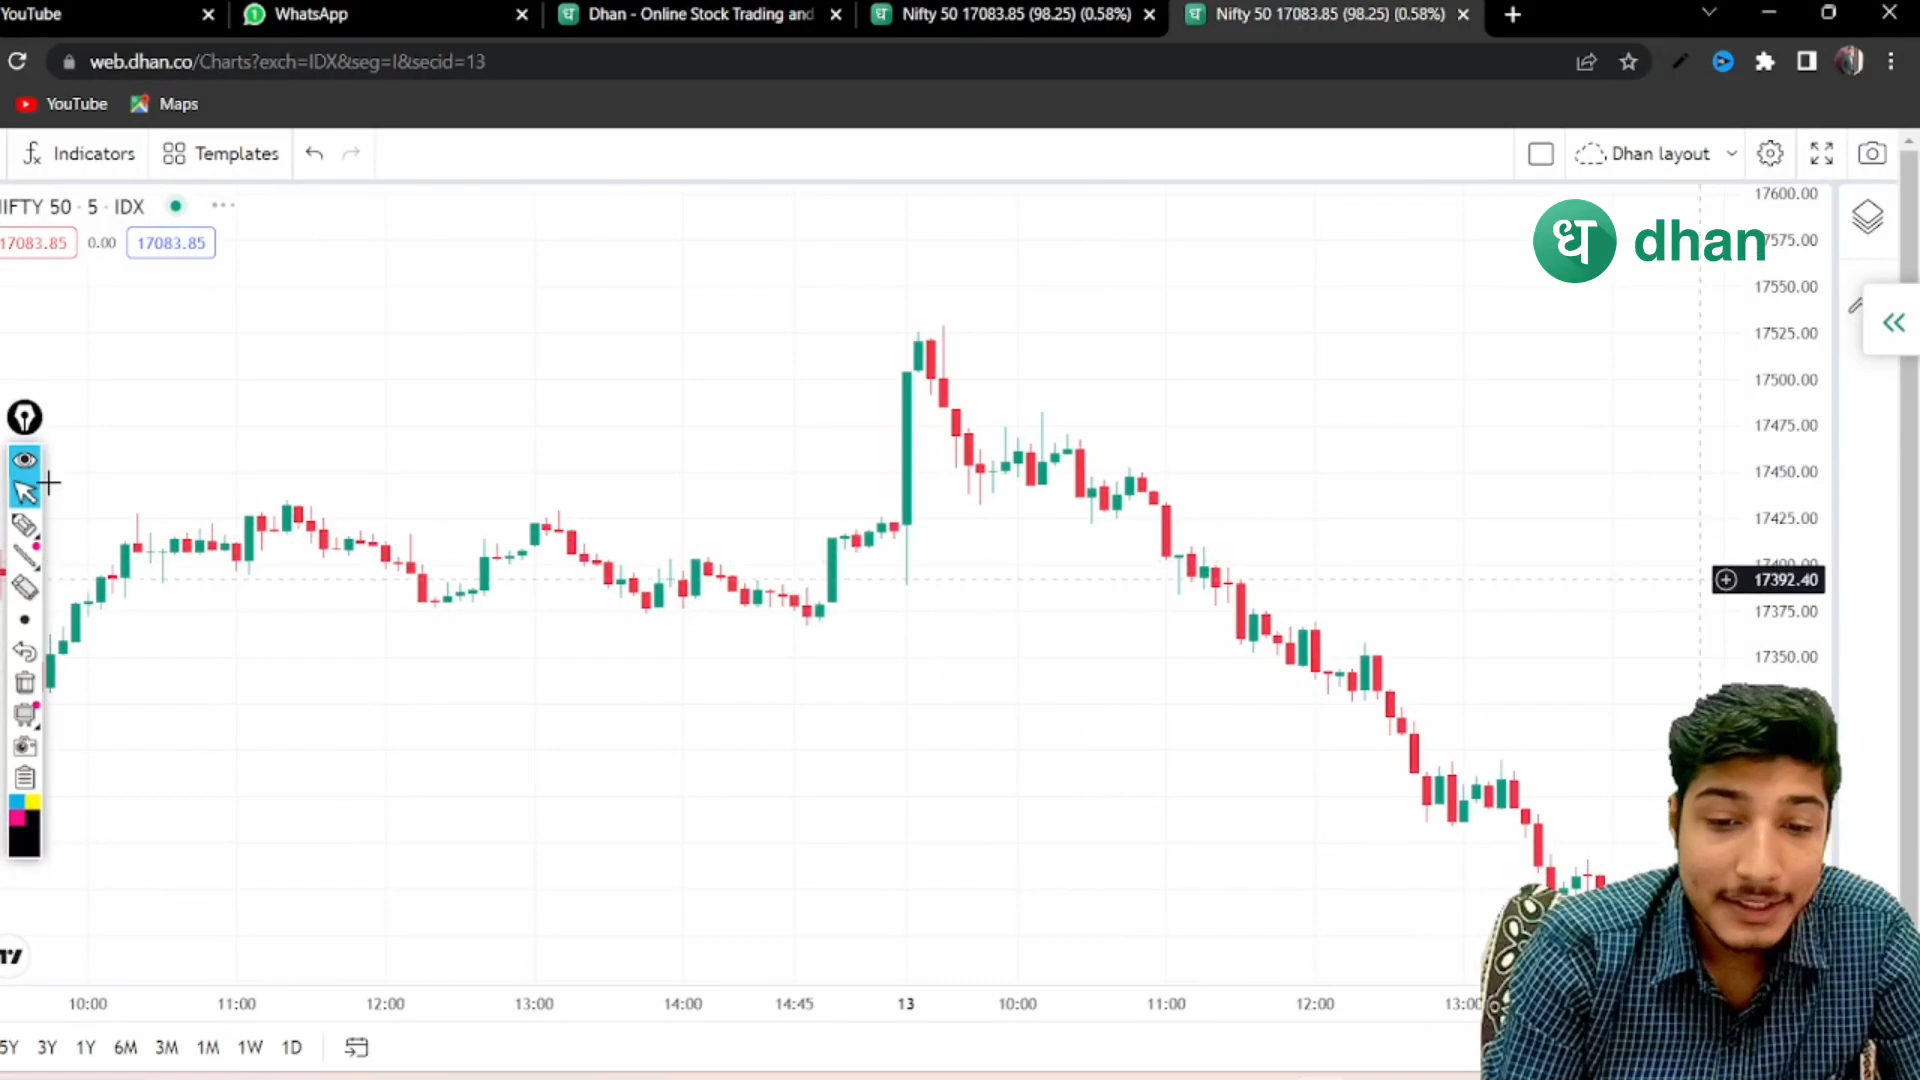 YouTube
WhatsApp
Dhan - Online Stock Trading and
Nifty 50 17083.85 (98.25) (0.58%)
Nifty 50 17083.85 (98.25) (0.58%)
web.dhan.co/Charts?exch=IDX&seg=I&secid=13
YouTube
Maps
Indicators
Templates
Dhan layout
IFTY 50 · 5 · IDX
17083.85
0.00
17083.85
ध dhan
17600.00
17575.00
17550.00
17525.00
17500.00
17475.00
17450.00
17425.00
17400.00
17392.40
17375.00
17350.00
10:00
11:00
12:00
13:00
14:00
14:45
13
10:00
11:00
12:00
13:00
5Y
3Y
1Y
6M
3M
1M
1W
1D